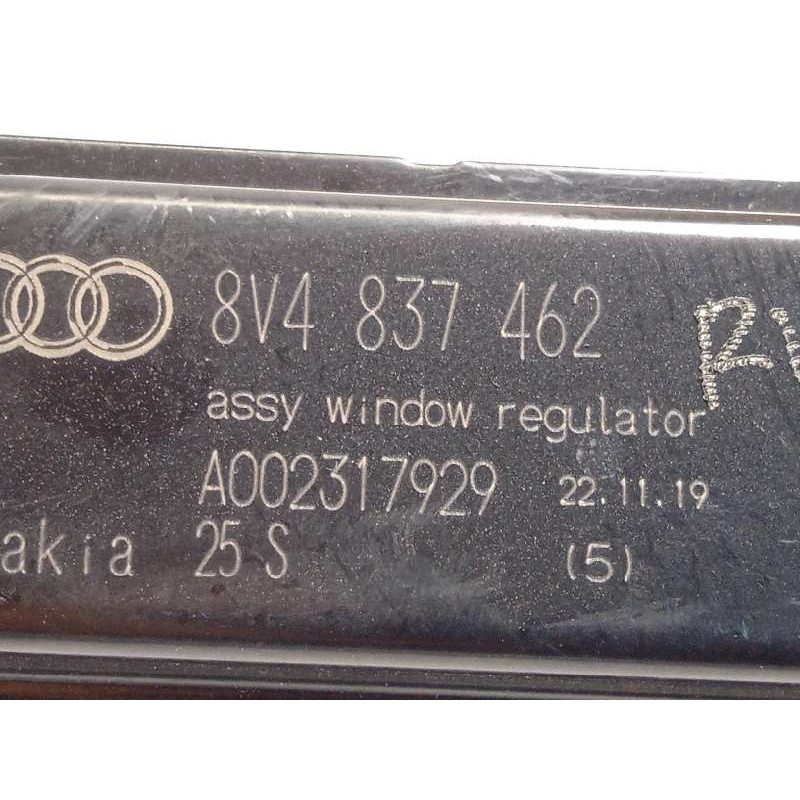 8V4 837 462
assy window regulator
A002317929 22.11.19
akia 25 S (5)